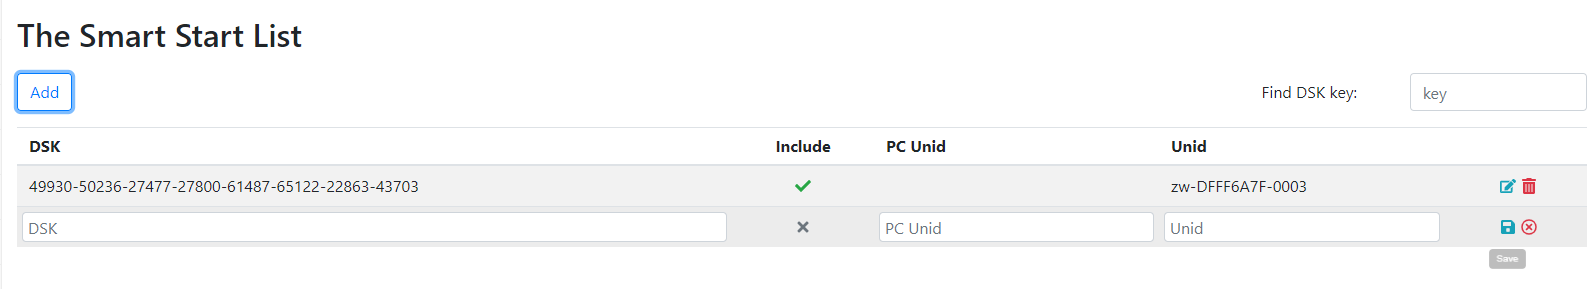 The Smart Start List
Add Find DSK key: key
DSK Include PC Unid Unid
49930-50236-27477-27800-61487-65122-22863-43703 zw-DFFF6A7F-0003
DSK PC Unid Unid
Save